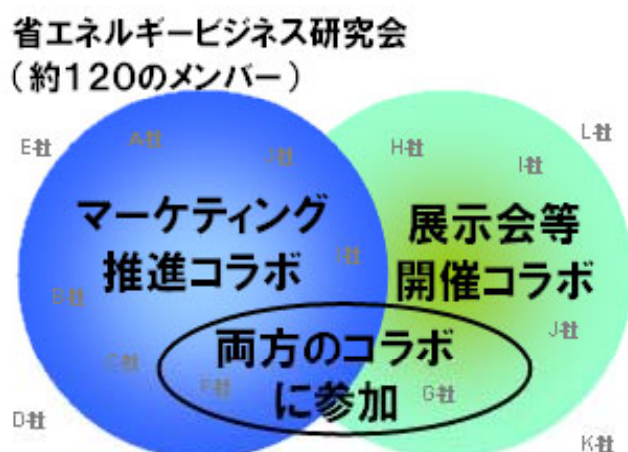 省エネルギービジネス研究会
(約120のメンバー)
E社
A社
J社
H社
I社
L社
マーケティング
推進コラボ
展示会等
開催コラボ
I社
B社
両方のコラボ
に参加
J社
C社
G社
D社
K社